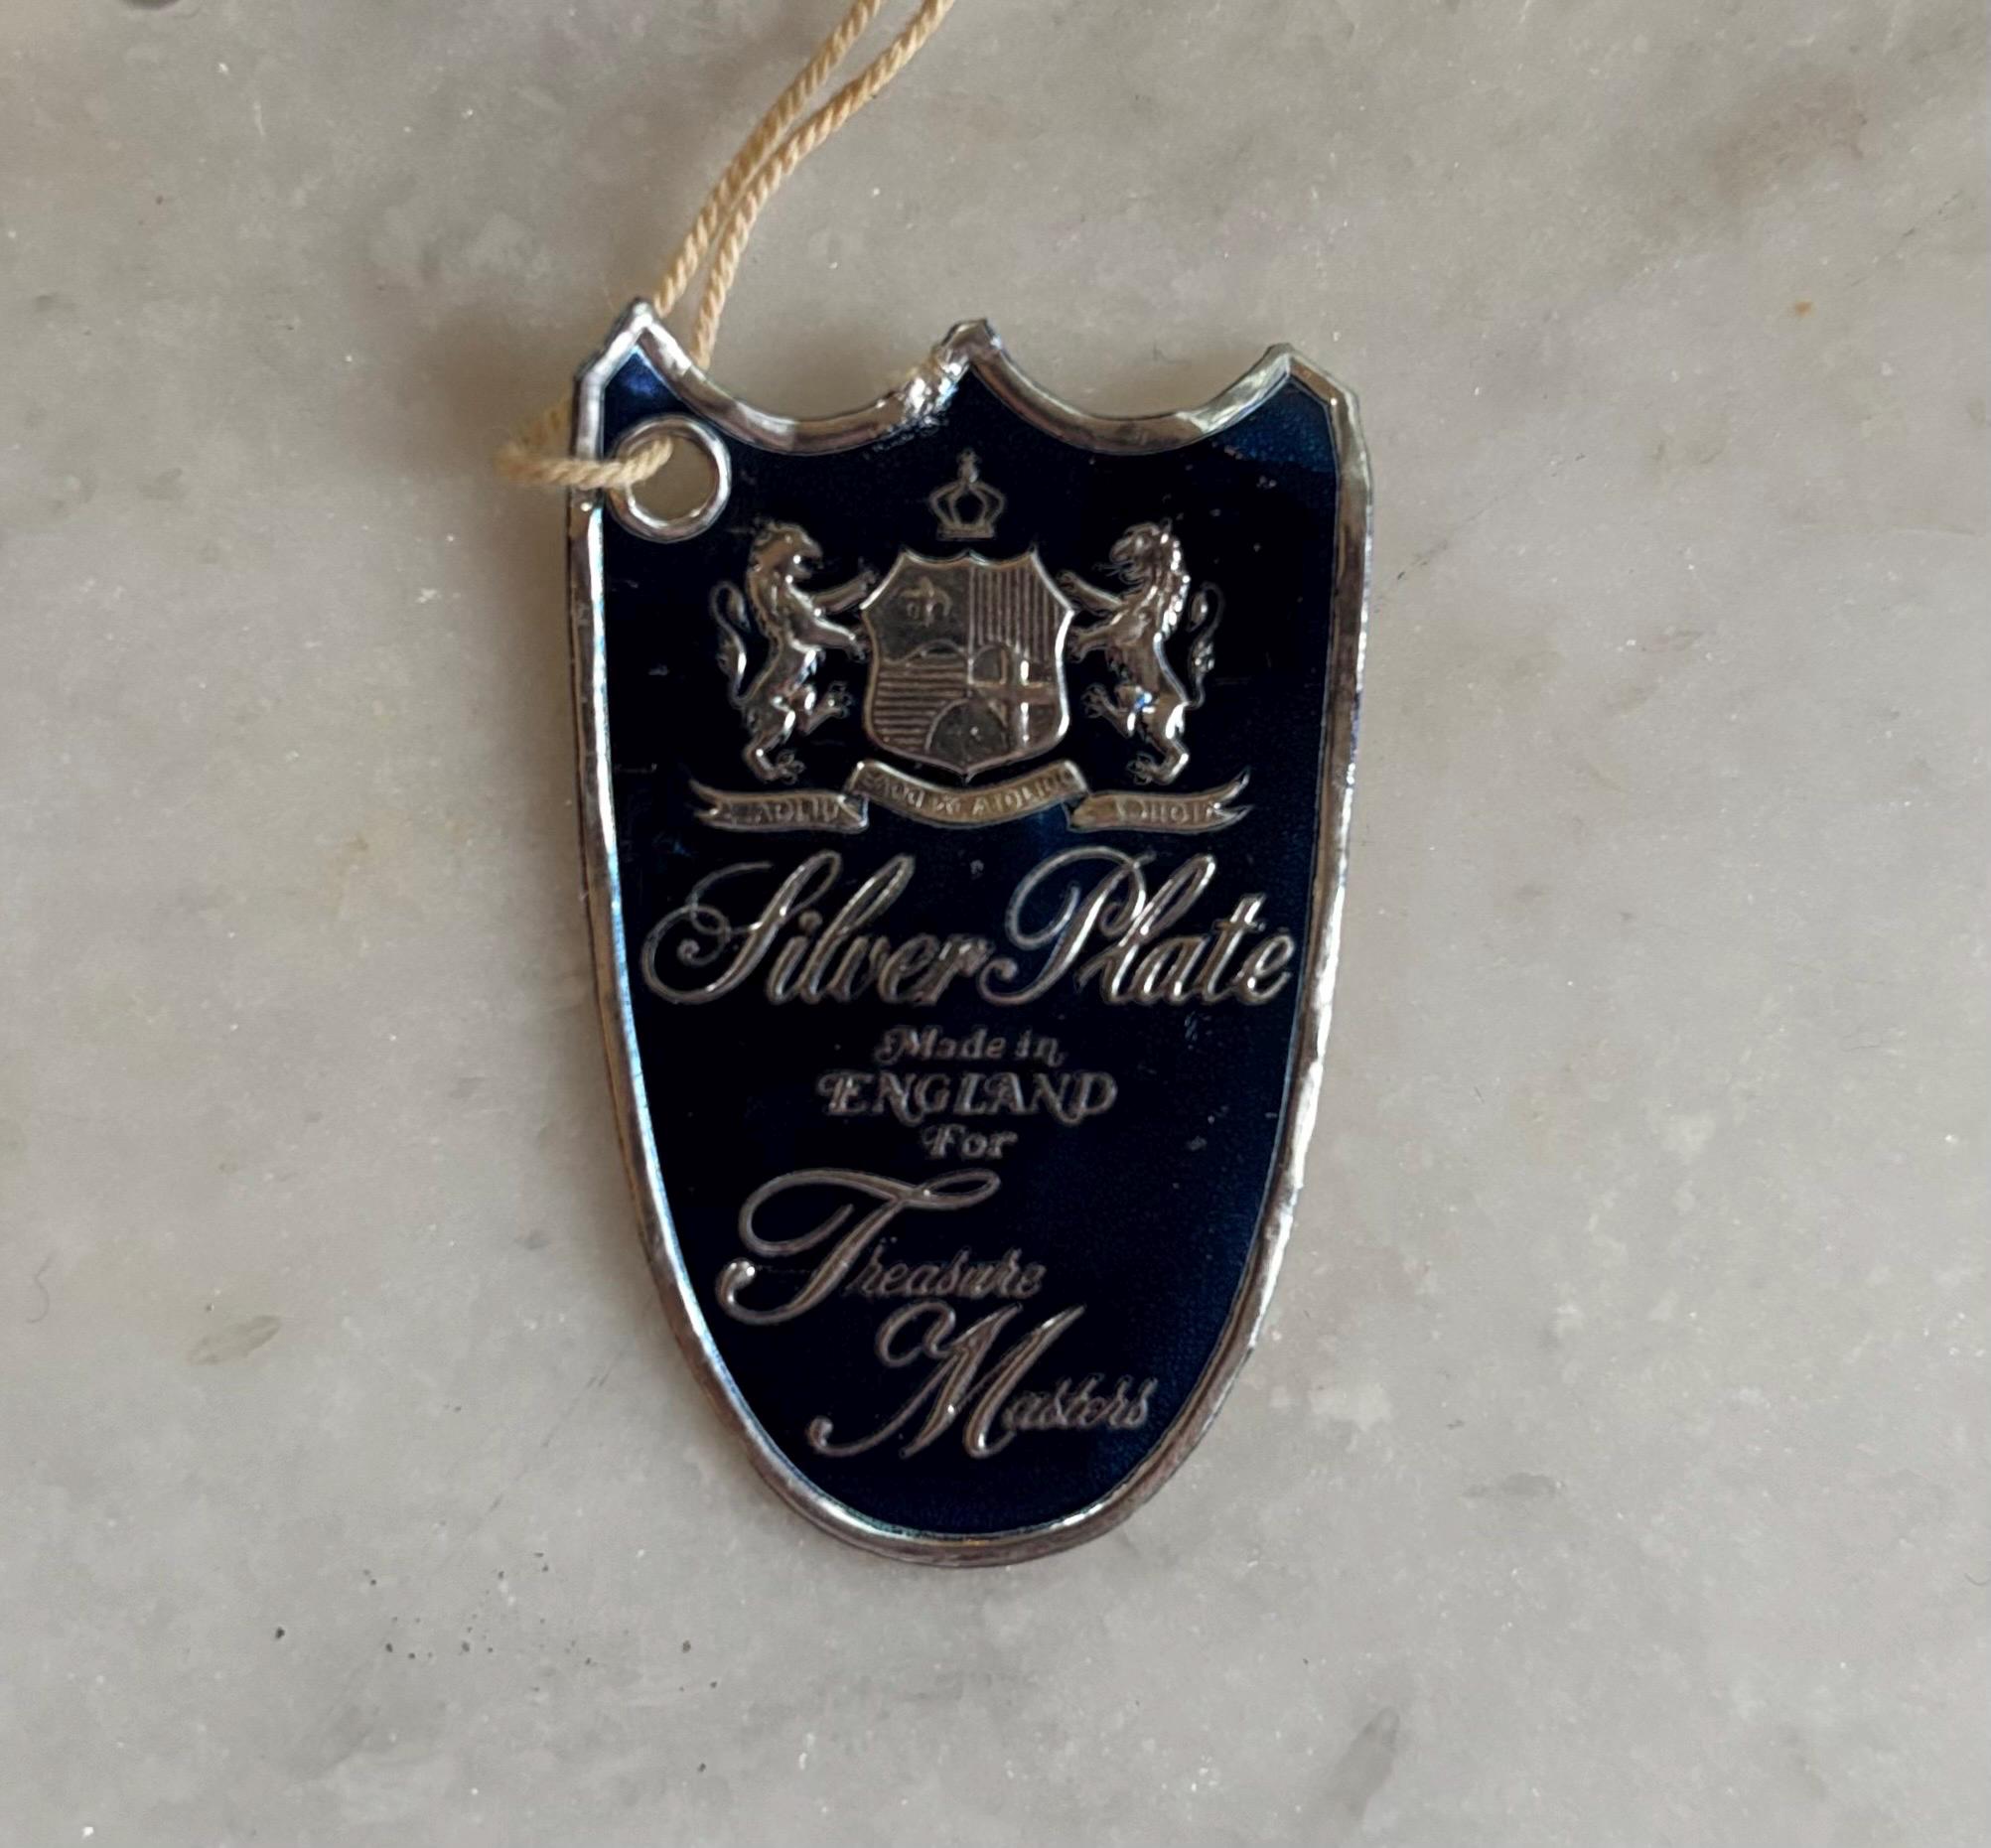 Silver Plate
Made in
ENGLAND
For
Treasure
Masters